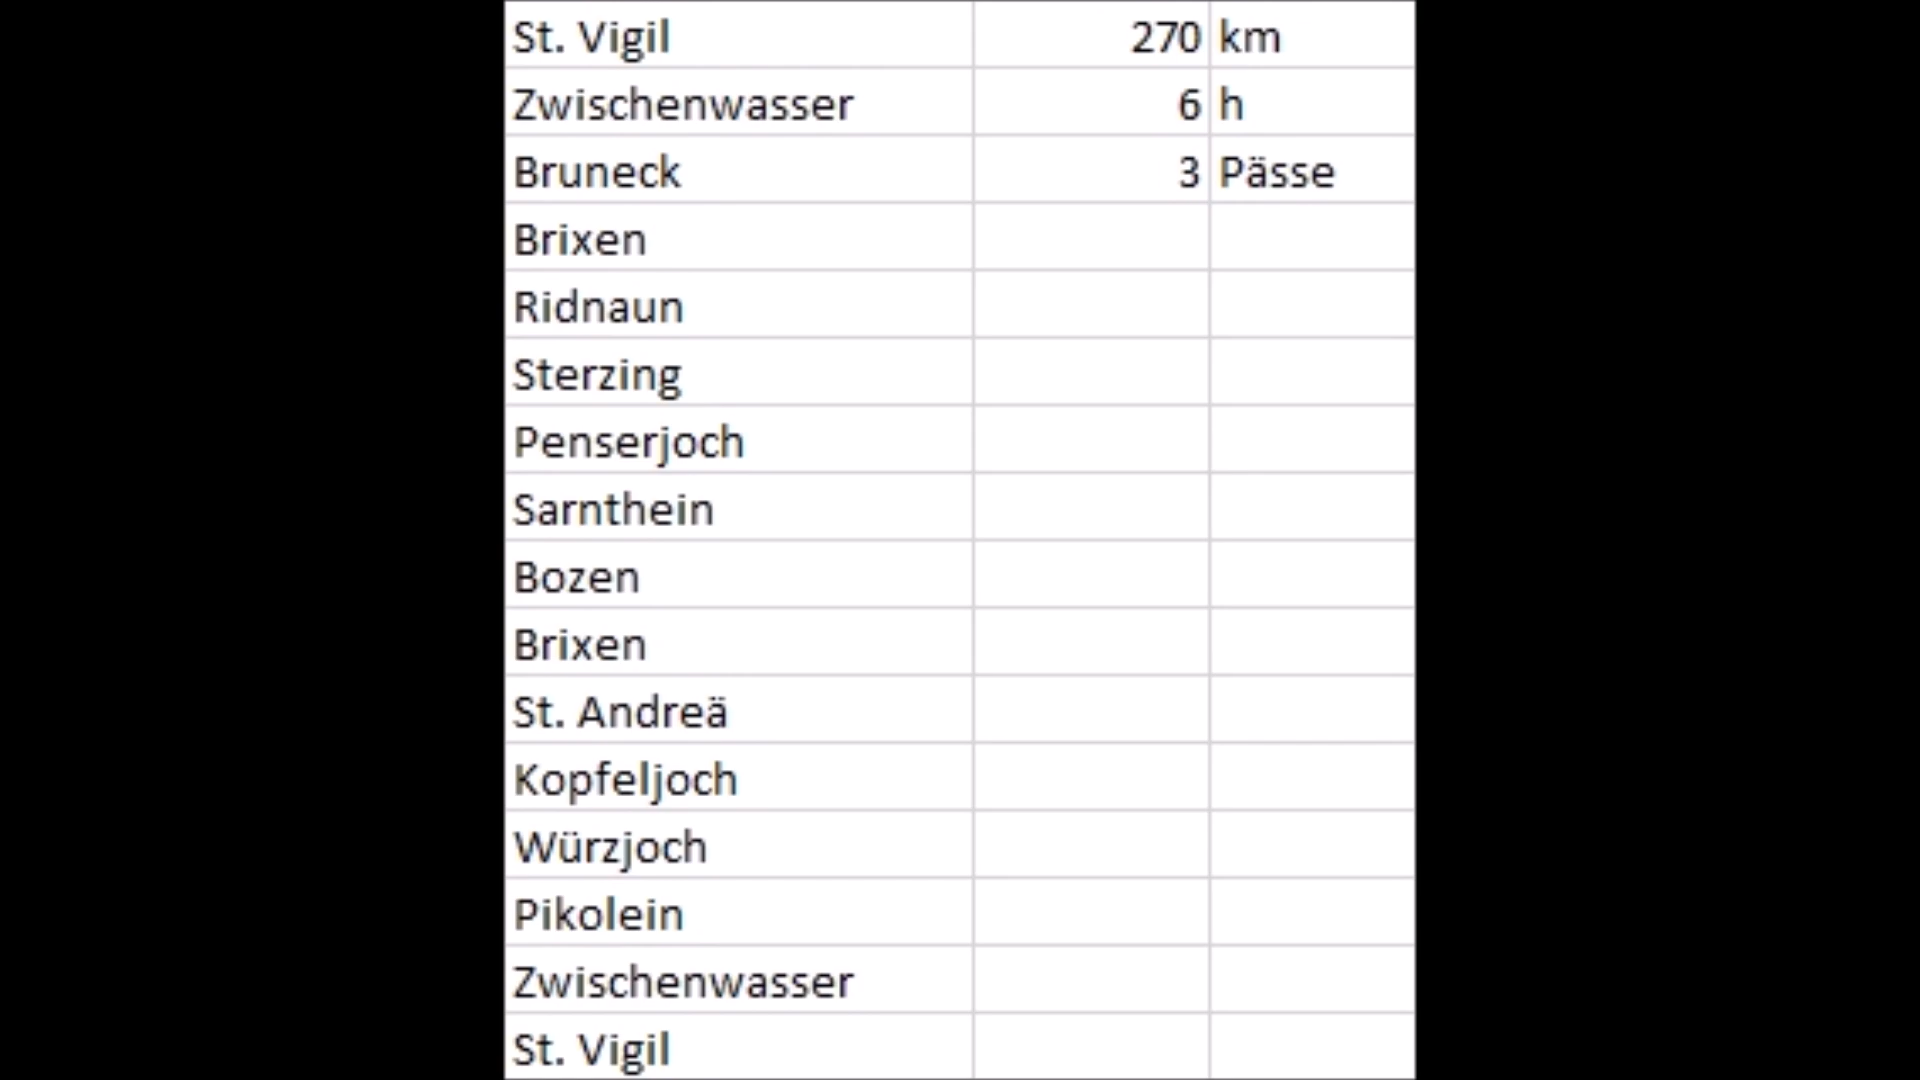 St. Vigil 270 km
Zwischenwasser 6 h
Bruneck 3 Pässe
Brixen
Ridnaun
Sterzing
Penserjoch
Sarnthein
Bozen
Brixen
St. Andreä
Kopfeljoch
Würzjoch
Pikolein
Zwischenwasser
St. Vigil